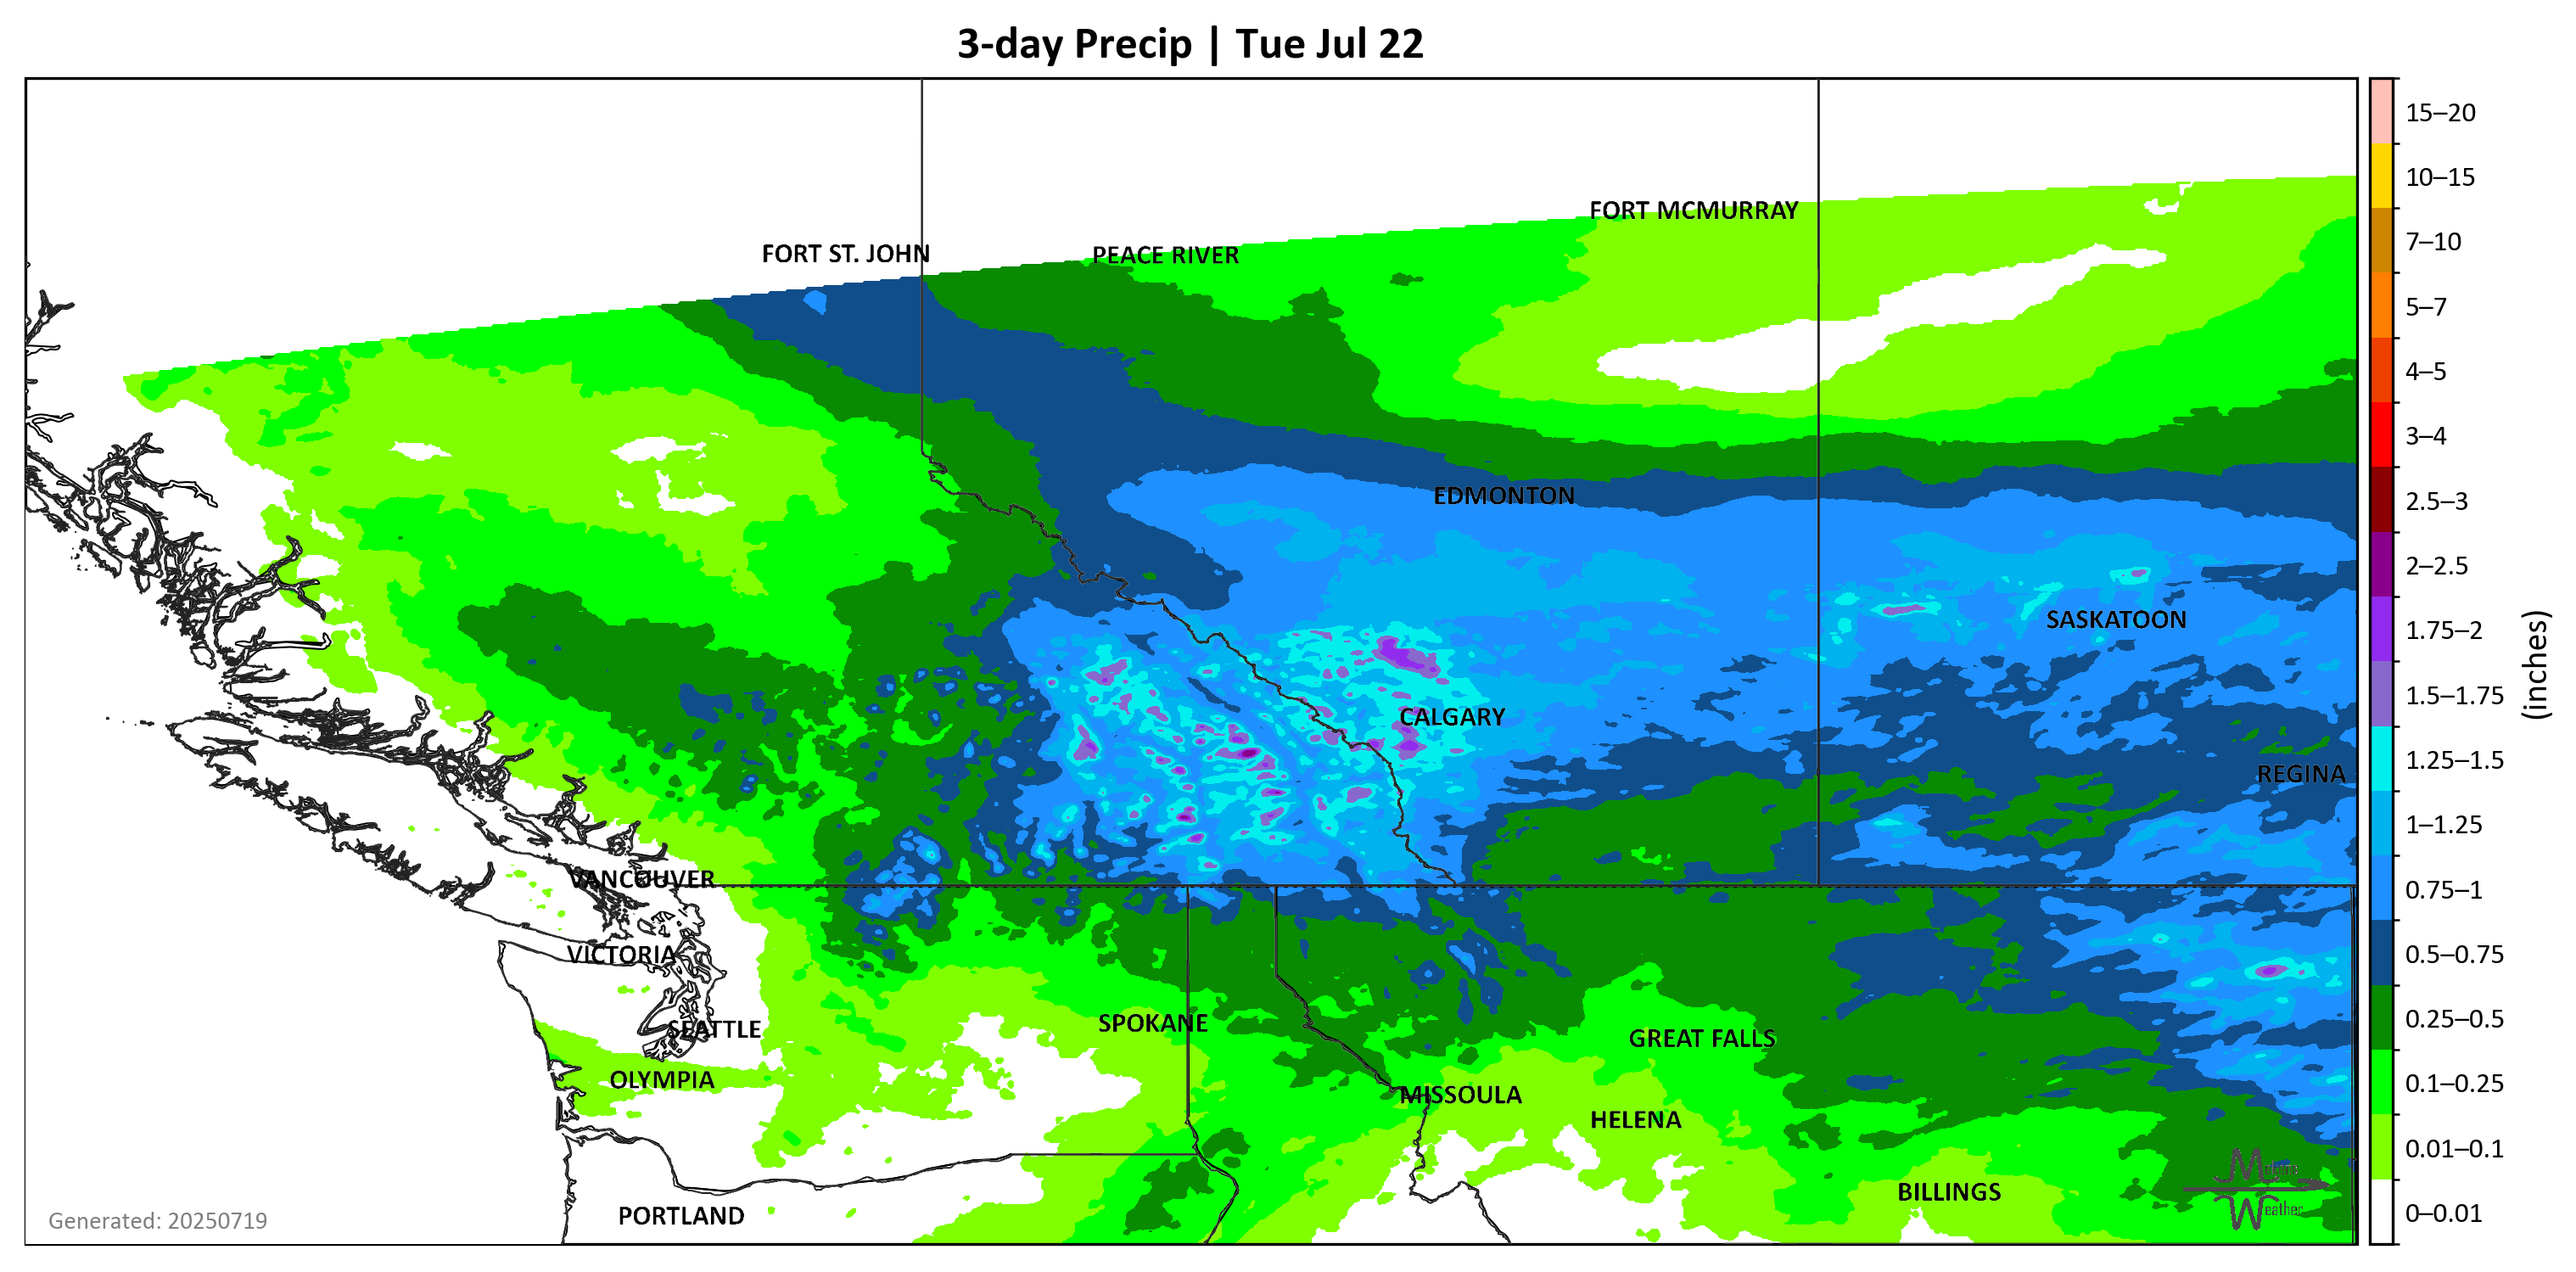 3-day Precip | Tue Jul 22
FORT MCMURRAY
FORT ST. JOHN
PEACE RIVER
EDMONTON
SASKATOON
CALGARY
REGINA
VANCOUVER
VICTORIA
SPOKANE
SEATTLE
GREAT FALLS
OLYMPIA
MISSOULA
HELENA
BILLINGS
PORTLAND
Generated: 20250719
Weather
15–20
10–15
7–10
5–7
4–5
3–4
2.5–3
2–2.5
1.75–2
1.5–1.75
1.25–1.5
1–1.25
0.75–1
0.5–0.75
0.25–0.5
0.1–0.25
0.01–0.1
0–0.01
(inches)